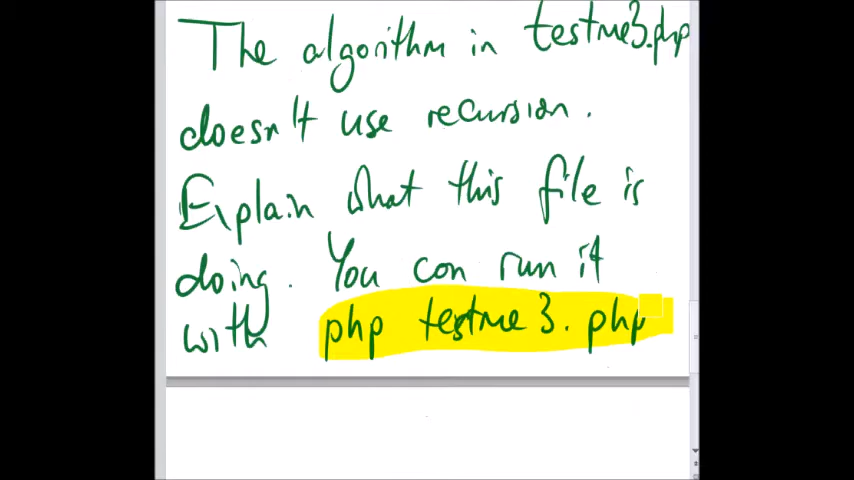 The algorithm in testme3.php
doesn't use recursion.
Explain what this file is
doing. You can run it
with php testme3.php